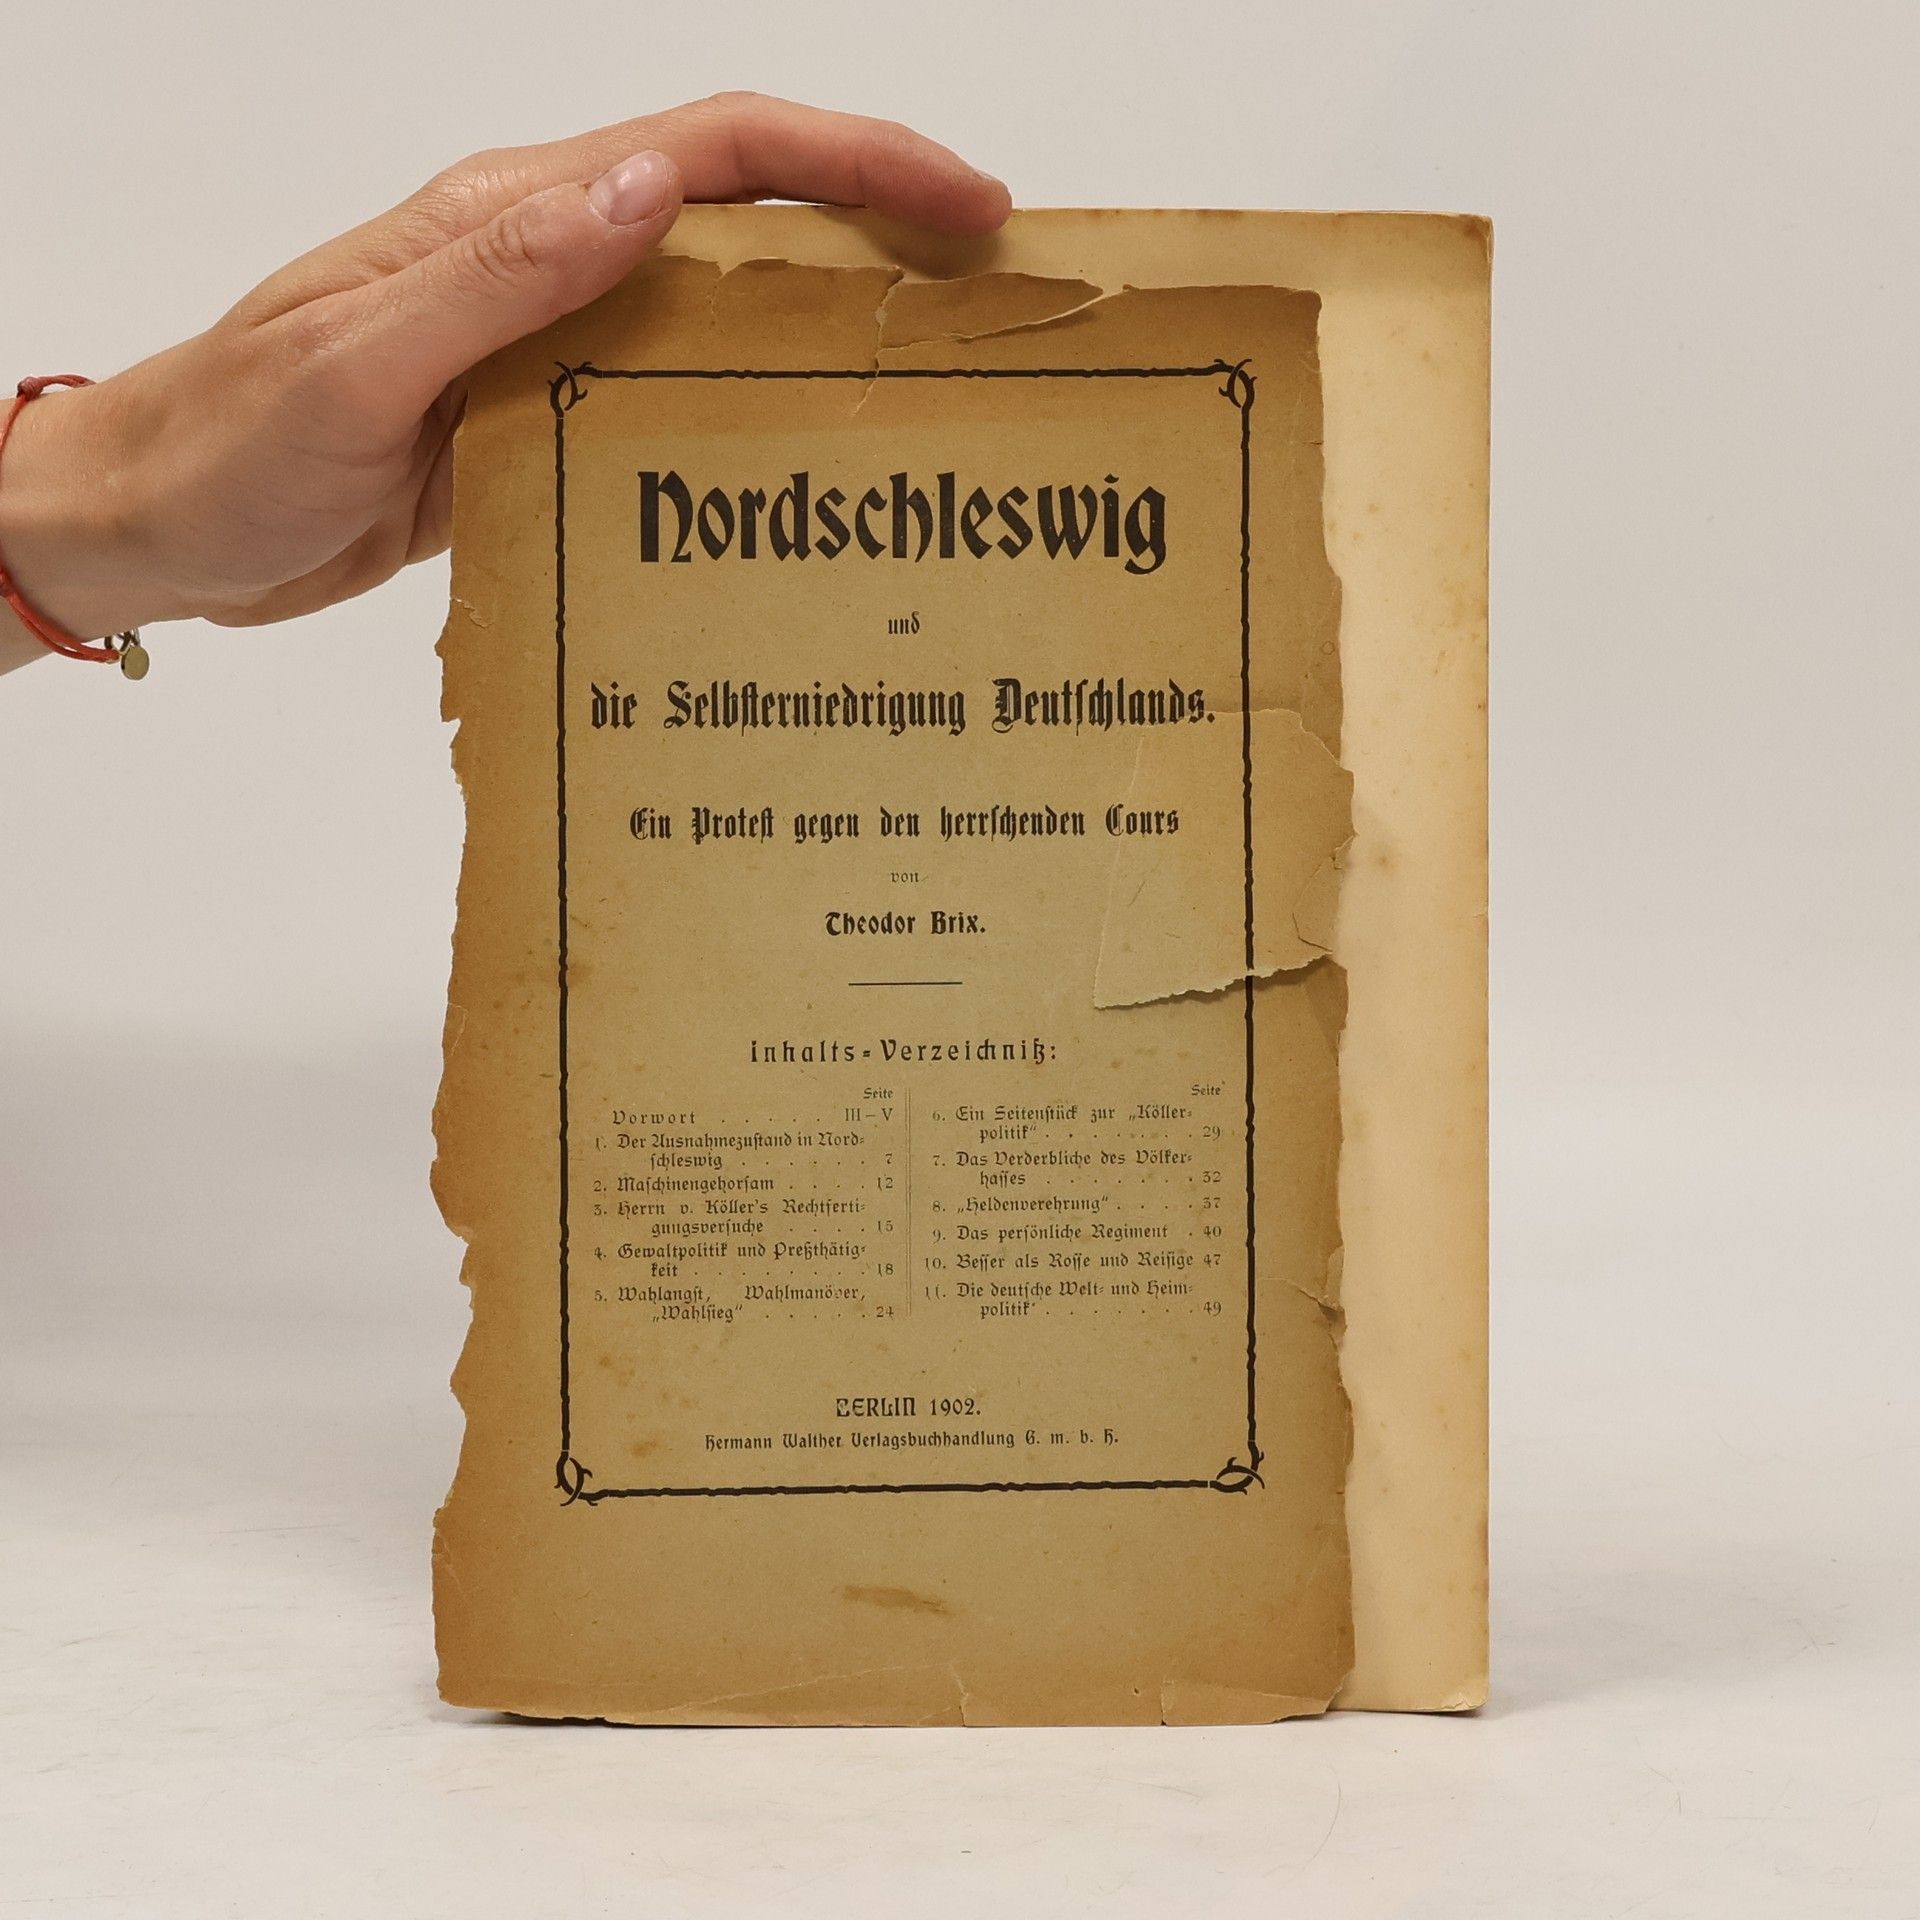 Nordschleswig
und
die Selbſterniedrigung Deutſchlands.
Ein Proteſt gegen den herrſchenden Cours
von
Theodor Brix.
Inhalts-Verzeichniß:
Seite
Vorwort . . . . . III–V
1. Der Ausnahmezuſtand in Nord-
ſchleswig . . . . . . 7
2. Maſchinengehorſam . . . . 12
3. Herrn v. Köller's Rechtferti-
gungsverſuche . . . . 15
4. Gewaltpolitik und Preßthätig-
keit . . . . . . . . 18
5. Wahlangſt, Wahlmanöver,
„Wahlſieg“ . . . . . 24
Seite
6. Ein Seitenſtück zur „Köller-
politik“ . . . . . . . 29
7. Das Verderbliche des Völker-
haſſes . . . . . . . 32
8. „Heldenverehrung“ . . . . 37
9. Das perſönliche Regiment . 40
10. Beſſer als Roſſe und Reiſige 47
11. Die deutſche Welt- und Heim-
politik . . . . . . . 49
BERLIN 1902.
Hermann Walther Verlagsbuchhandlung G. m. b. H.